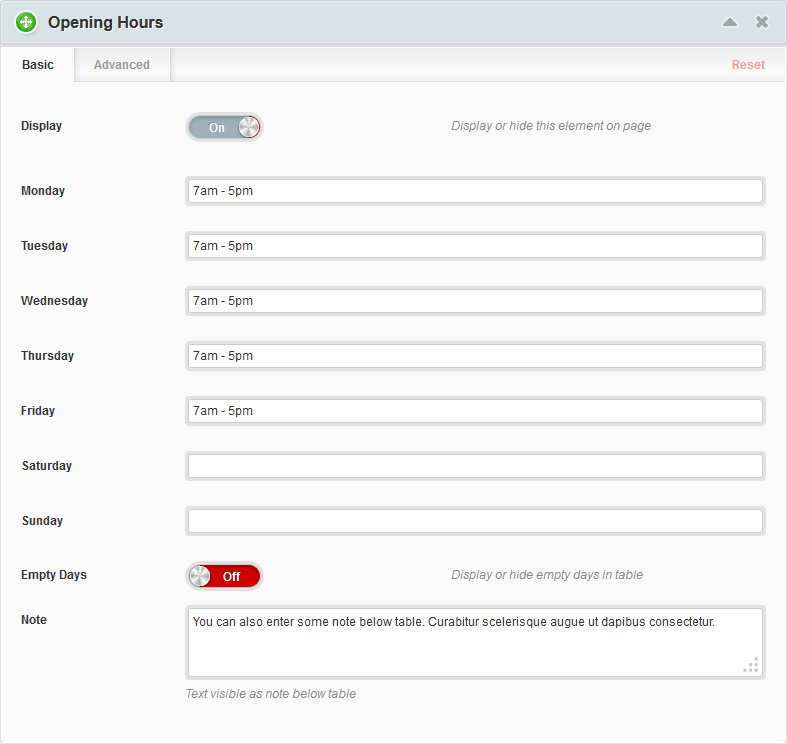 Opening Hours
Basic
Advanced
Reset
Display
On
Display or hide this element on page
Monday
7am - 5pm
Tuesday
7am - 5pm
Wednesday
7am - 5pm
Thursday
7am - 5pm
Friday
7am - 5pm
Saturday
Sunday
Empty Days
Off
Display or hide empty days in table
Note
You can also enter some note below table. Curabitur scelerisque augue ut dapibus consectetur.
Text visible as note below table